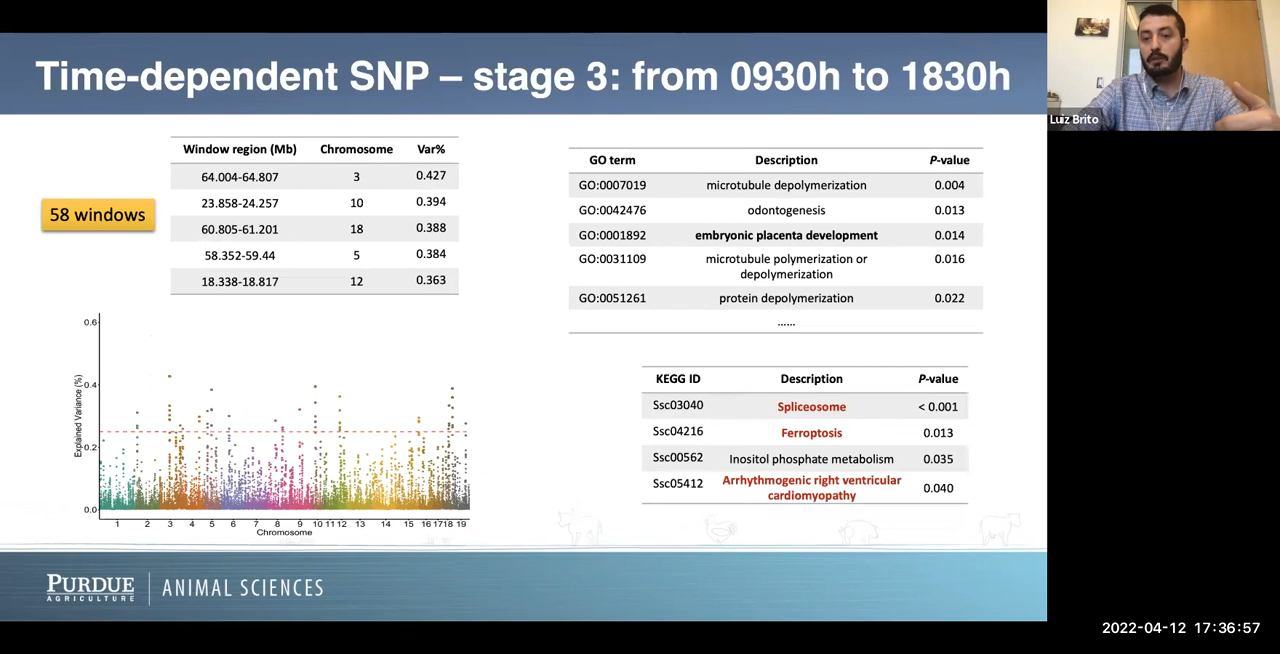 Time-dependent SNP – stage 3: from 0930h to 1830h
Luiz Brito
58 windows
Window region (Mb) Chromosome Var%
64.004-64.807 3 0.427
23.858-24.257 10 0.394
60.805-61.201 18 0.388
58.352-59.44 5 0.384
18.338-18.817 12 0.363
GO term Description P-value
GO:0007019 microtubule depolymerization 0.004
GO:0042476 odontogenesis 0.013
GO:0001892 embryonic placenta development 0.014
GO:0031109 microtubule polymerization or 0.016
depolymerization
GO:0051261 protein depolymerization 0.022
......
KEGG ID Description P-value
Ssc03040 Spliceosome < 0.001
Ssc04216 Ferroptosis 0.013
Ssc00562 Inositol phosphate metabolism 0.035
Ssc05412 Arrhythmogenic right ventricular 0.040
cardiomyopathy
Explained Variance (%)
0.6
0.4
0.2
0.0
1 2 3 4 5 6 7 8 9 10 11 12 13 14 15 16 17 18 19
Chromosome
PURDUE
AGRICULTURE
ANIMAL SCIENCES
2022-04-12 17:36:57